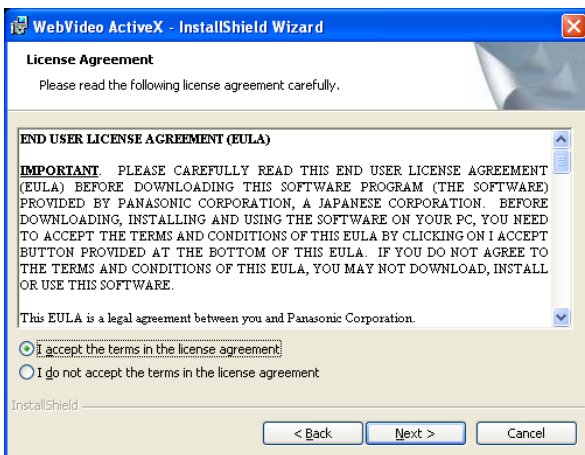 WebVideo ActiveX - InstallShield Wizard
License Agreement
Please read the following license agreement carefully.
END USER LICENSE AGREEMENT (EULA)
IMPORTANT. PLEASE CAREFULLY READ THIS END USER LICENSE AGREEMENT
(EULA) BEFORE DOWNLOADING THIS SOFTWARE PROGRAM (THE SOFTWARE)
PROVIDED BY PANASONIC CORPORATION, A JAPANESE CORPORATION. BEFORE
DOWNLOADING, INSTALLING AND USING THE SOFTWARE ON YOUR PC, YOU NEED
TO ACCEPT THE TERMS AND CONDITIONS OF THIS EULA BY CLICKING ON I ACCEPT
BUTTON PROVIDED AT THE BOTTOM OF THIS EULA. IF YOU DO NOT AGREE TO
THE TERMS AND CONDITIONS OF THIS EULA, YOU MAY NOT DOWNLOAD, INSTALL
OR USE THIS SOFTWARE.
This EULA is a legal agreement between you and Panasonic Corporation.
I accept the terms in the license agreement
I do not accept the terms in the license agreement
InstallShield
< Back Next > Cancel